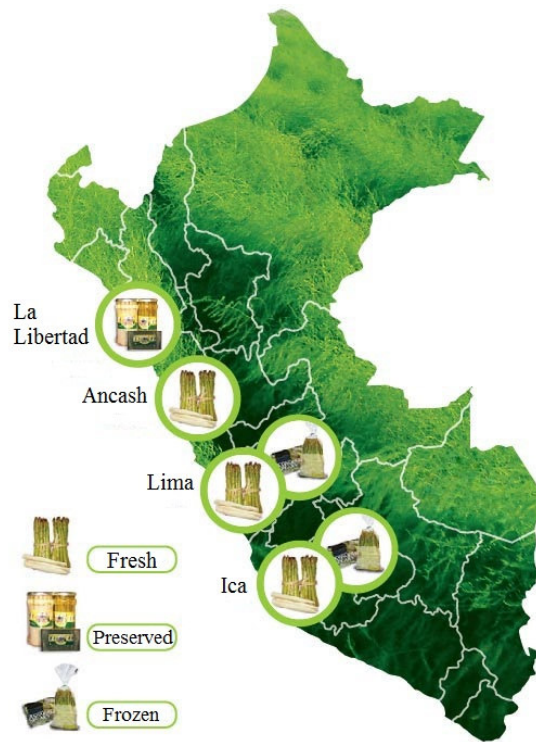 La
Libertad
Ancash
Lima
Ica
Fresh
Preserved
Frozen